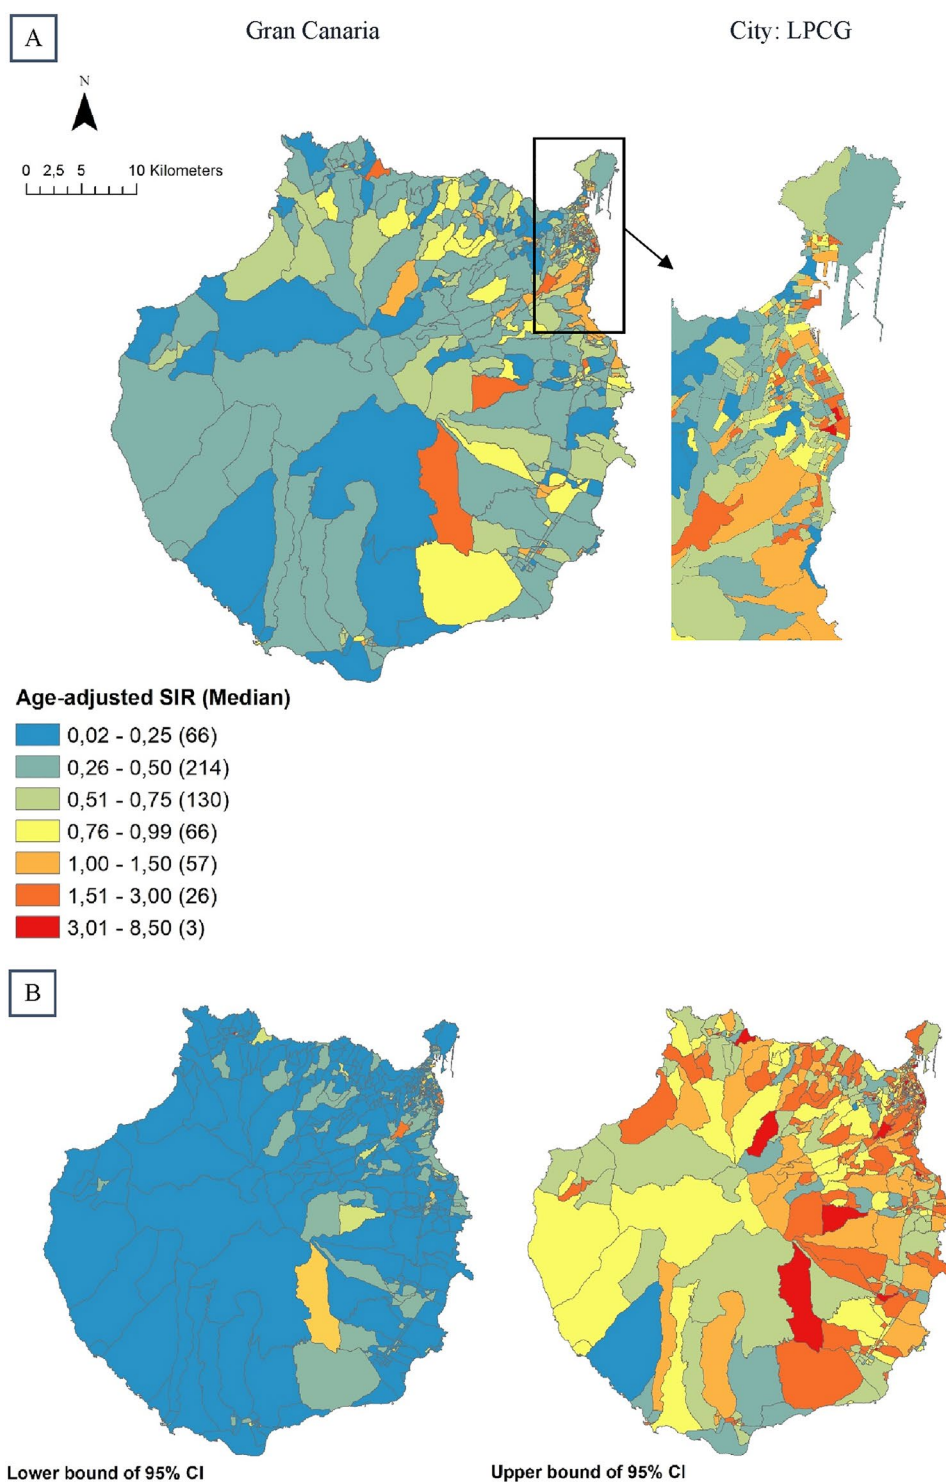 A
Gran Canaria
City: LPCG
N
0 2,5 5 10 Kilometers
Age-adjusted SIR (Median)
0,02 - 0,25 (66)
0,26 - 0,50 (214)
0,51 - 0,75 (130)
0,76 - 0,99 (66)
1,00 - 1,50 (57)
1,51 - 3,00 (26)
3,01 - 8,50 (3)
B
Lower bound of 95% CI
Upper bound of 95% CI